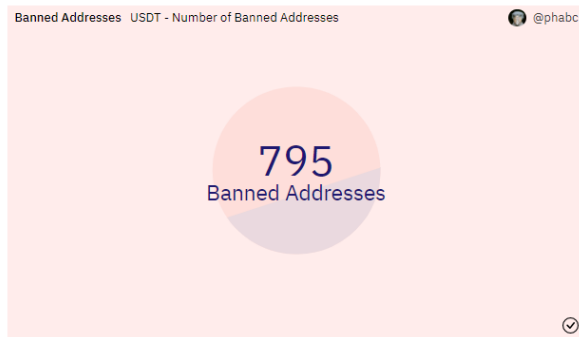 Banned Addresses USDT - Number of Banned Addresses @phabc
795
Banned Addresses